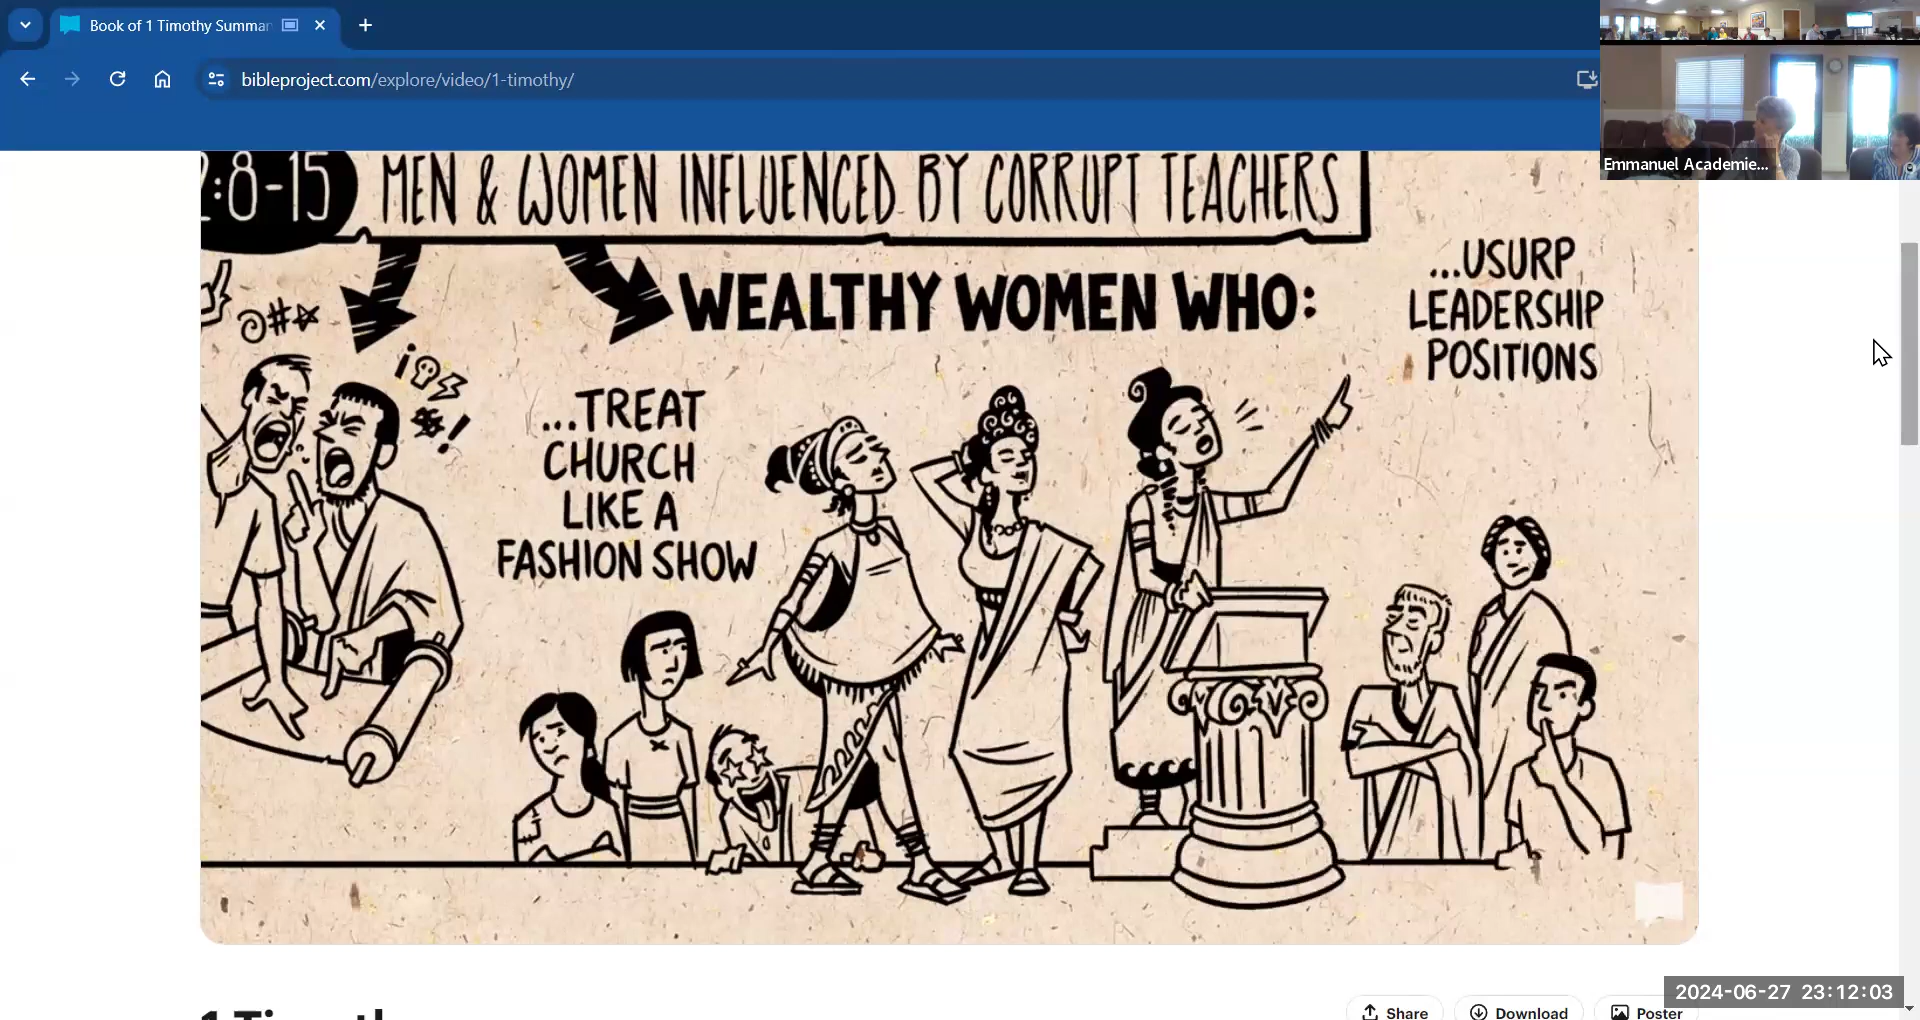 Book of 1 Timothy Summar
bibleproject.com/explore/video/1-timothy/
Emmanuel Academie...
2:8-15 MEN & WOMEN INFLUENCED BY CORRUPT TEACHERS
WEALTHY WOMEN WHO:
...USURP
LEADERSHIP
POSITIONS
@#☆
...TREAT
CHURCH
LIKE A
FASHION SHOW
Share
Download
Poster
2024-06-27 23:12:03